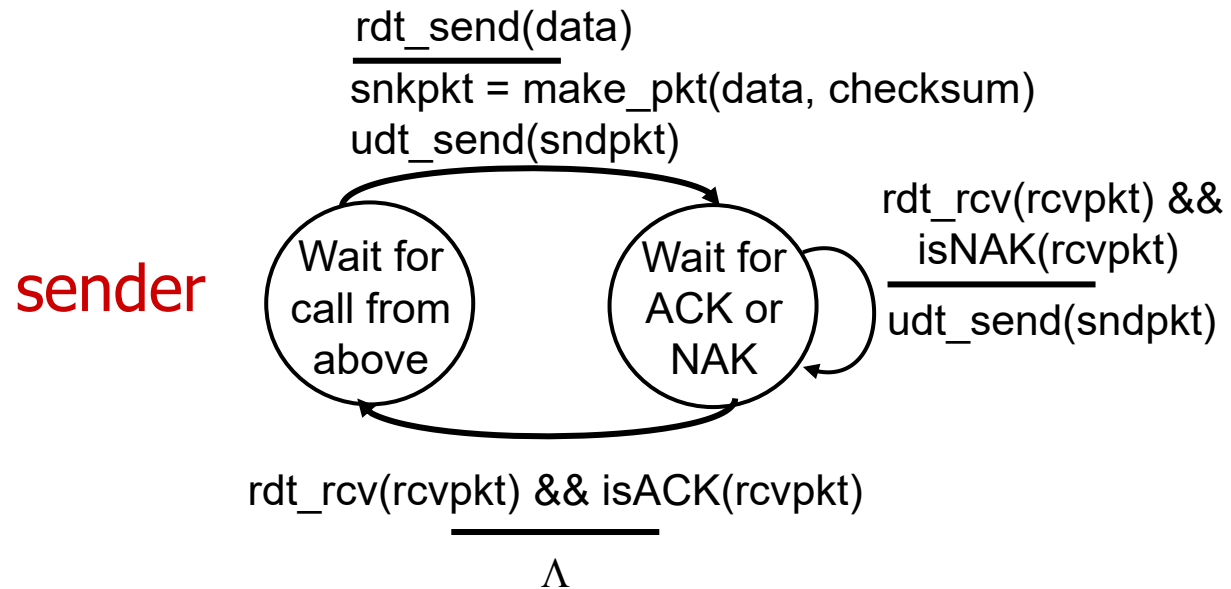 rdt_send(data)
snkpkt = make_pkt(data, checksum)
udt_send(sndpkt)
sender
Wait for
call from
above
Wait for
ACK or
NAK
rdt_rcv(rcvpkt) &&
isNAK(rcvpkt)
udt_send(sndpkt)
rdt_rcv(rcvpkt) && isACK(rcvpkt)
Λ